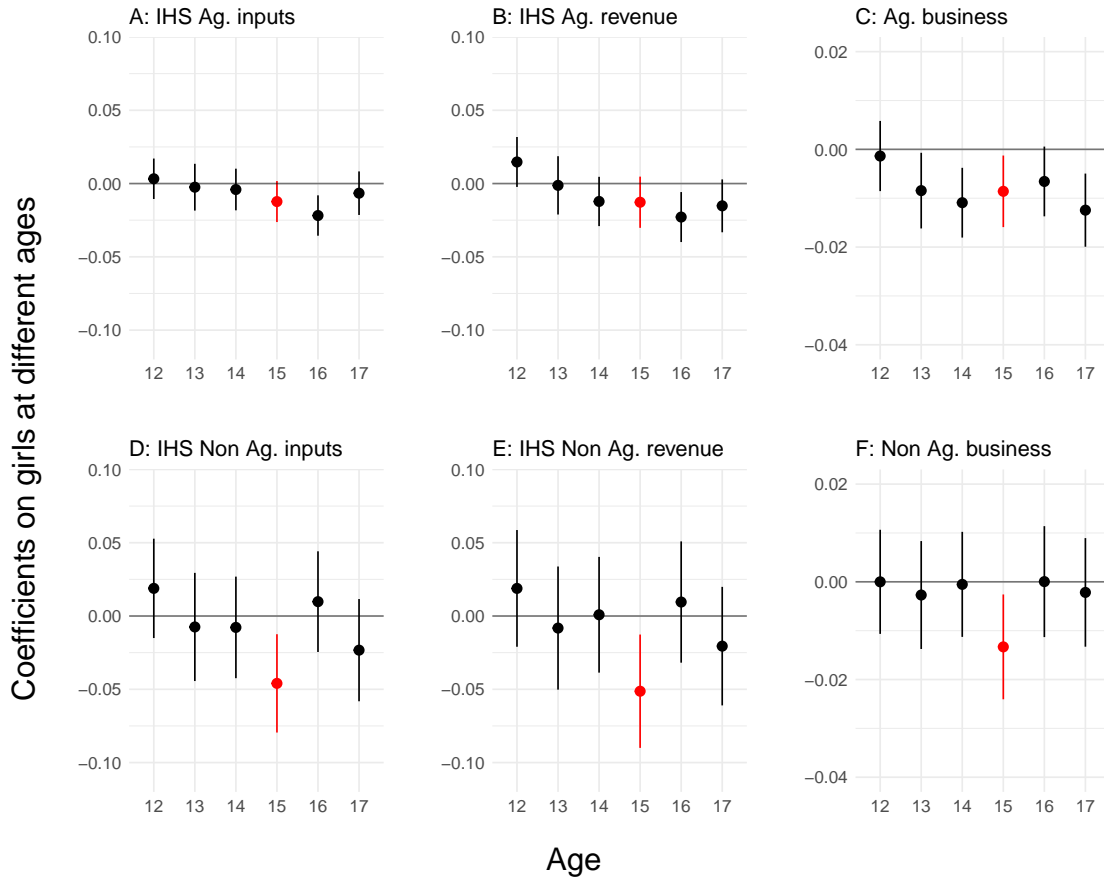 A: IHS Ag. inputs
B: IHS Ag. revenue
C: Ag. business
0.10
0.05
0.00
−0.05
−0.10
12 13 14 15 16 17
0.10
0.05
0.00
−0.05
−0.10
12 13 14 15 16 17
0.02
0.00
−0.02
−0.04
12 13 14 15 16 17
Coefficients on girls at different ages
D: IHS Non Ag. inputs
E: IHS Non Ag. revenue
F: Non Ag. business
0.10
0.05
0.00
−0.05
−0.10
12 13 14 15 16 17
0.10
0.05
0.00
−0.05
−0.10
12 13 14 15 16 17
0.02
0.00
−0.02
−0.04
12 13 14 15 16 17
Age